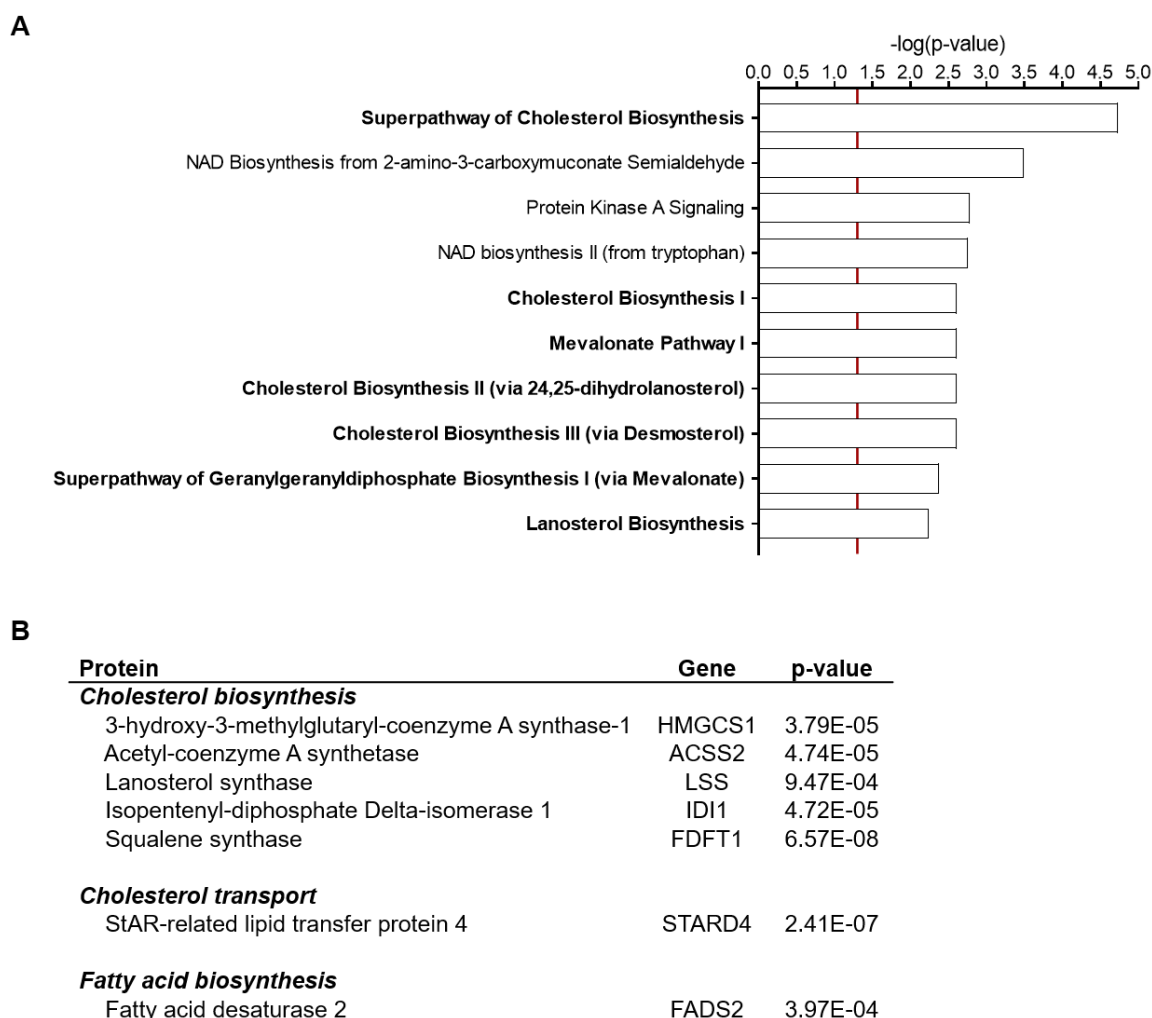 A
-log(p-value)
0.0 0.5 1.0 1.5 2.0 2.5 3.0 3.5 4.0 4.5 5.0
Superpathway of Cholesterol Biosynthesis
NAD Biosynthesis from 2-amino-3-carboxymuconate Semialdehyde
Protein Kinase A Signaling
NAD biosynthesis II (from tryptophan)
Cholesterol Biosynthesis I
Mevalonate Pathway I
Cholesterol Biosynthesis II (via 24,25-dihydrolanosterol)
Cholesterol Biosynthesis III (via Desmosterol)
Superpathway of Geranylgeranyldiphosphate Biosynthesis I (via Mevalonate)
Lanosterol Biosynthesis
B
Protein Gene p-value
Cholesterol biosynthesis
3-hydroxy-3-methylglutaryl-coenzyme A synthase-1 HMGCS1 3.79E-05
Acetyl-coenzyme A synthetase ACSS2 4.74E-05
Lanosterol synthase LSS 9.47E-04
Isopentenyl-diphosphate Delta-isomerase 1 IDI1 4.72E-05
Squalene synthase FDFT1 6.57E-08
Cholesterol transport
StAR-related lipid transfer protein 4 STARD4 2.41E-07
Fatty acid biosynthesis
Fatty acid desaturase 2 FADS2 3.97E-04